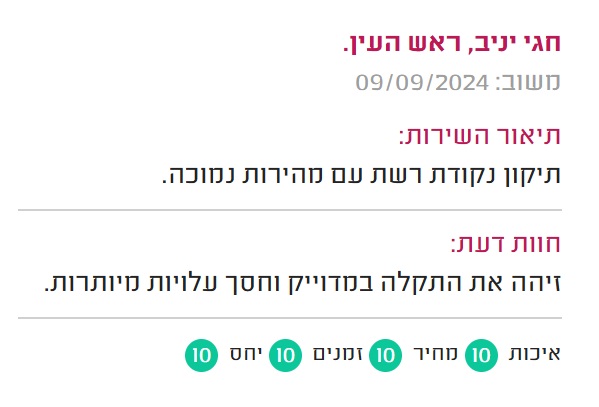 חגי יניב, ראש העין.
משוב: 09/09/2024
תיאור השירות:
תיקון נקודת רשת עם מהירות נמוכה.
חוות דעת:
זיהה את התקלה במדוייק וחסך עלויות מיותרות.
איכות 10 מחיר 10 זמנים 10 יחס 10